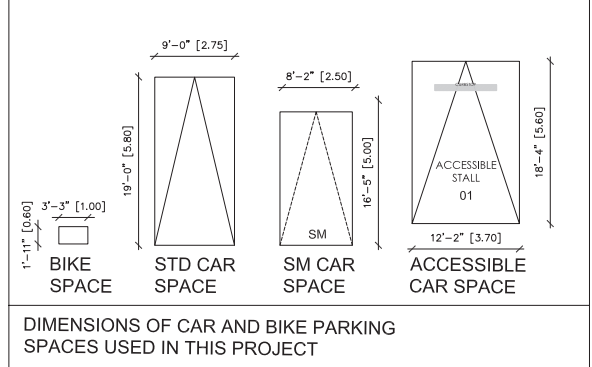 9'-0" [2.75]
19'-0" [5.80]
8'-2" [2.50]
16'-5" [5.00]
SM
ACCESSIBLE
STALL
01
18'-4" [5.60]
12'-2" [3.70]
3'-3" [1.00]
1'-11" [0.60]
BIKE
SPACE
STD CAR
SPACE
SM CAR
SPACE
ACCESSIBLE
CAR SPACE
DIMENSIONS OF CAR AND BIKE PARKING
SPACES USED IN THIS PROJECT